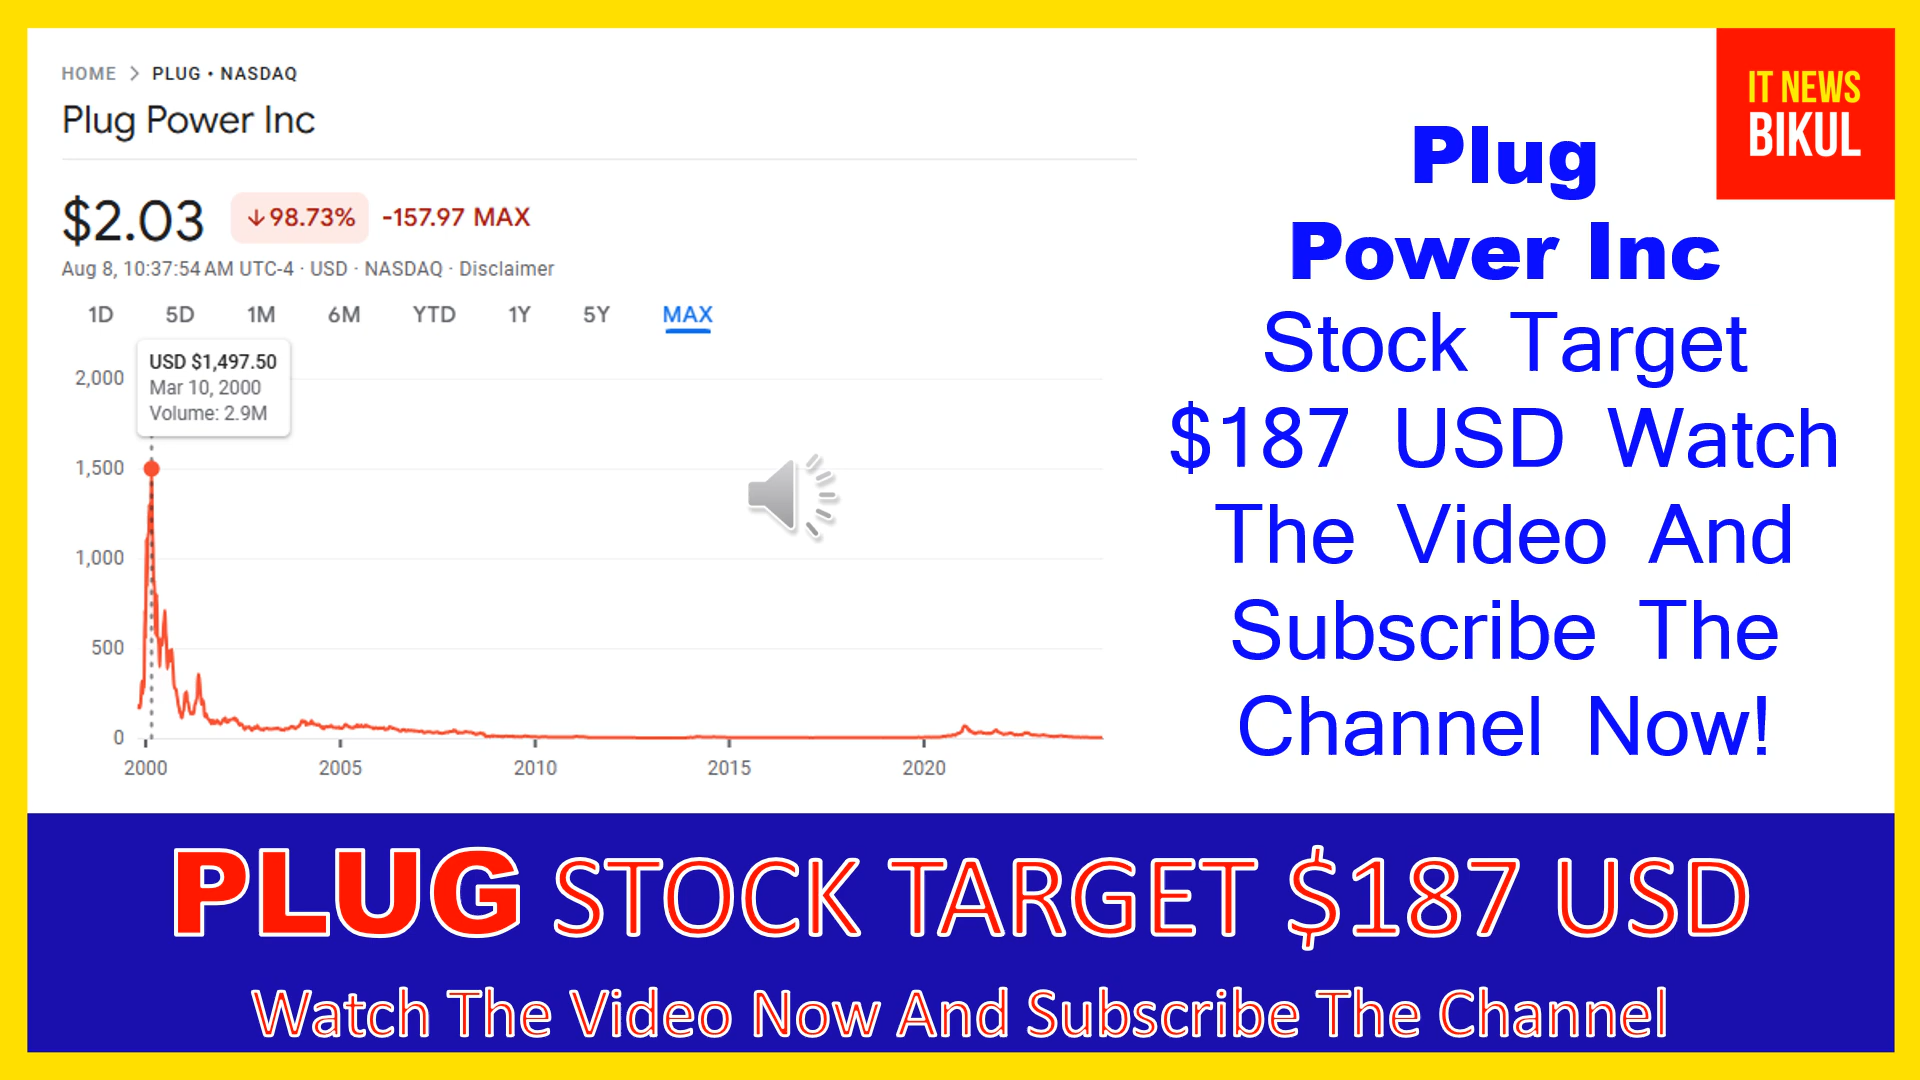 HOME > PLUG • NASDAQ
Plug Power Inc
$2.03 ↓98.73% -157.97 MAX
Aug 8, 10:37:54 AM UTC-4 · USD · NASDAQ · Disclaimer
1D 5D 1M 6M YTD 1Y 5Y MAX
USD $1,497.50
Mar 10, 2000
Volume: 2.9M
2,000
1,500
1,000
500
0
2000 2005 2010 2015 2020
IT NEWS
BIKUL
Plug
Power Inc
Stock Target
$187 USD Watch
The Video And
Subscribe The
Channel Now!
PLUG STOCK TARGET $187 USD
Watch The Video Now And Subscribe The Channel